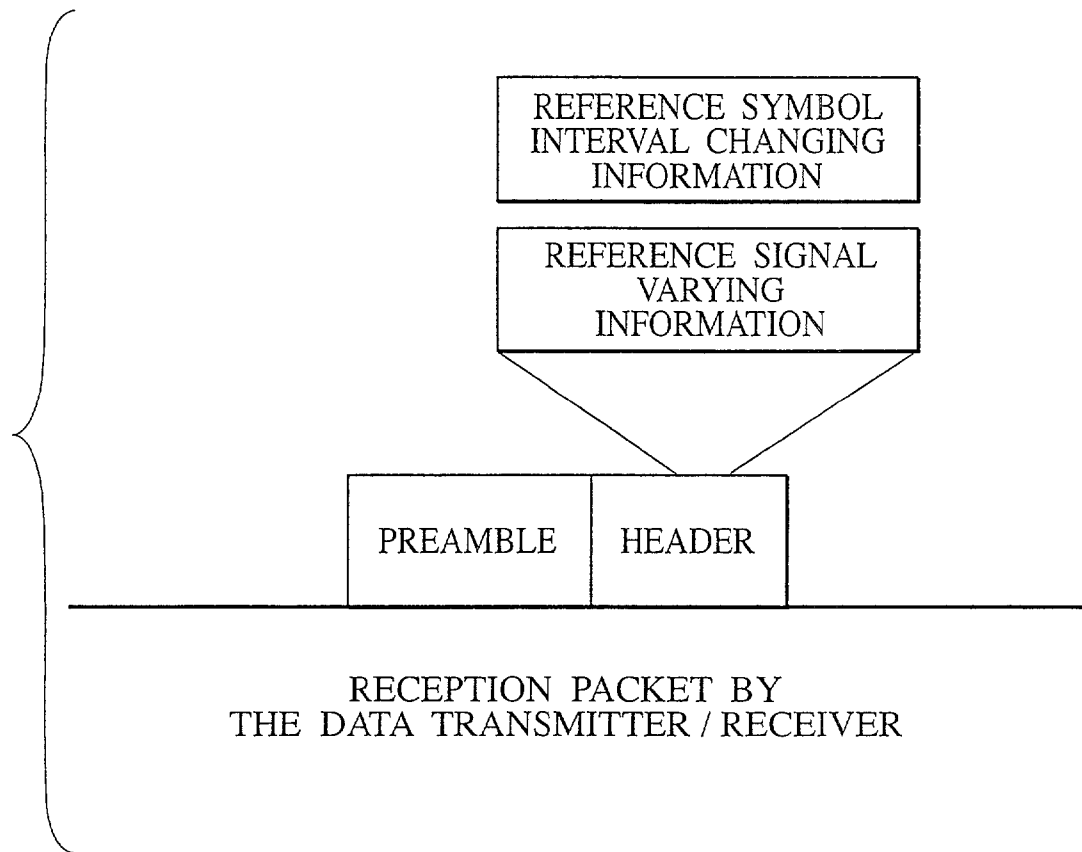 REFERENCE SYMBOL
INTERVAL CHANGING
INFORMATION
REFERENCE SIGNAL
VARYING
INFORMATION
PREAMBLE
HEADER
RECEPTION PACKET BY
THE DATA TRANSMITTER / RECEIVER